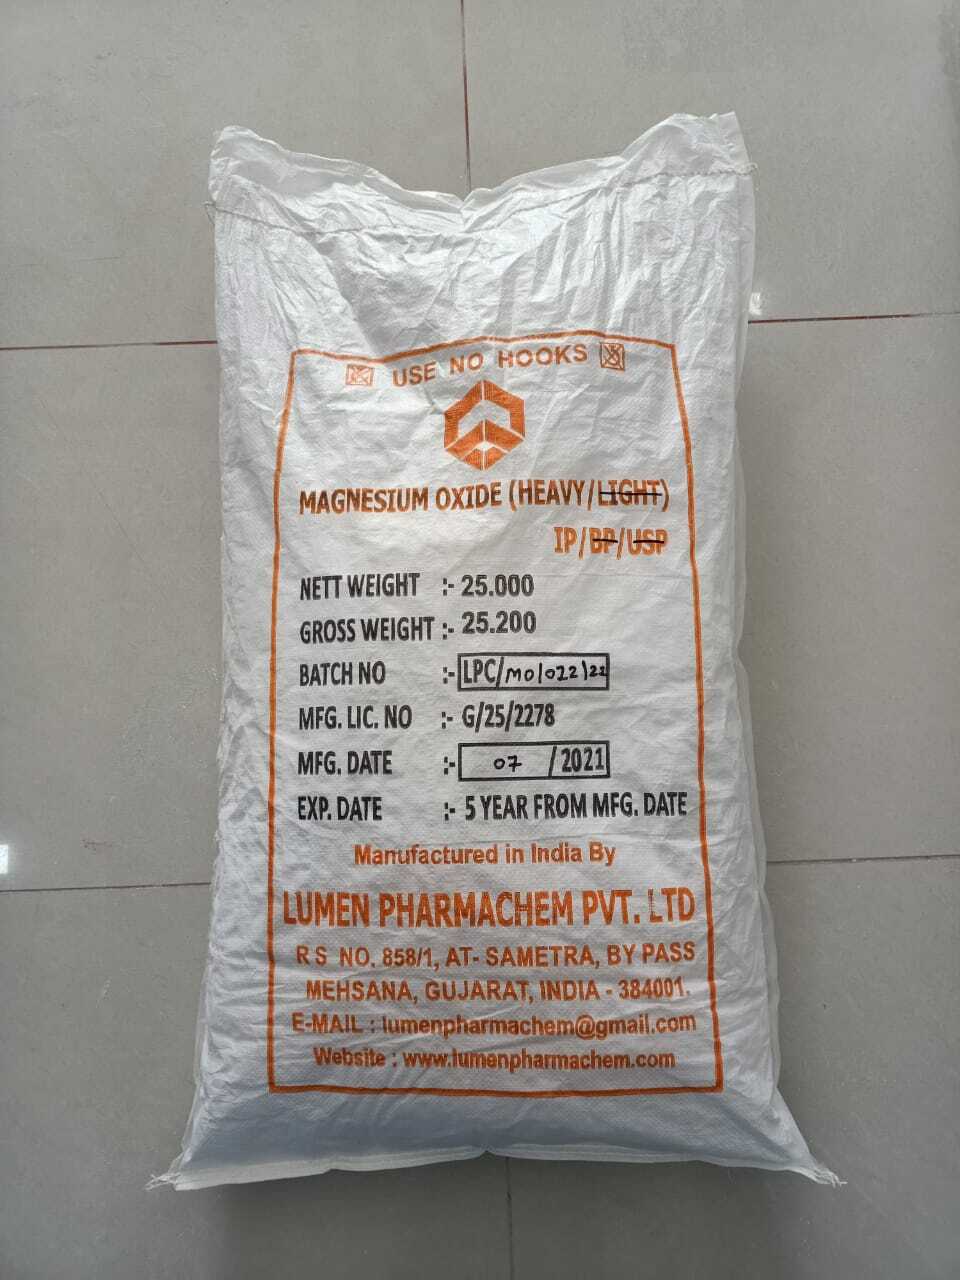 USE NO HOOKS
MAGNESIUM OXIDE (HEAVY/LIGHT)
IP/BP/USP
NETT WEIGHT :- 25.000
GROSS WEIGHT :- 25.200
BATCH NO :- LPC/MO/022/22
MFG. LIC. NO :- G/25/2278
MFG. DATE :- 07 /2021
EXP. DATE :- 5 YEAR FROM MFG. DATE
Manufactured in India By
LUMEN PHARMACHEM PVT. LTD
R S NO. 858/1, AT- SAMETRA, BY PASS
MEHSANA, GUJARAT, INDIA - 384001.
E-MAIL : lumenpharmachem@gmail.com
Website : www.lumenpharmachem.com